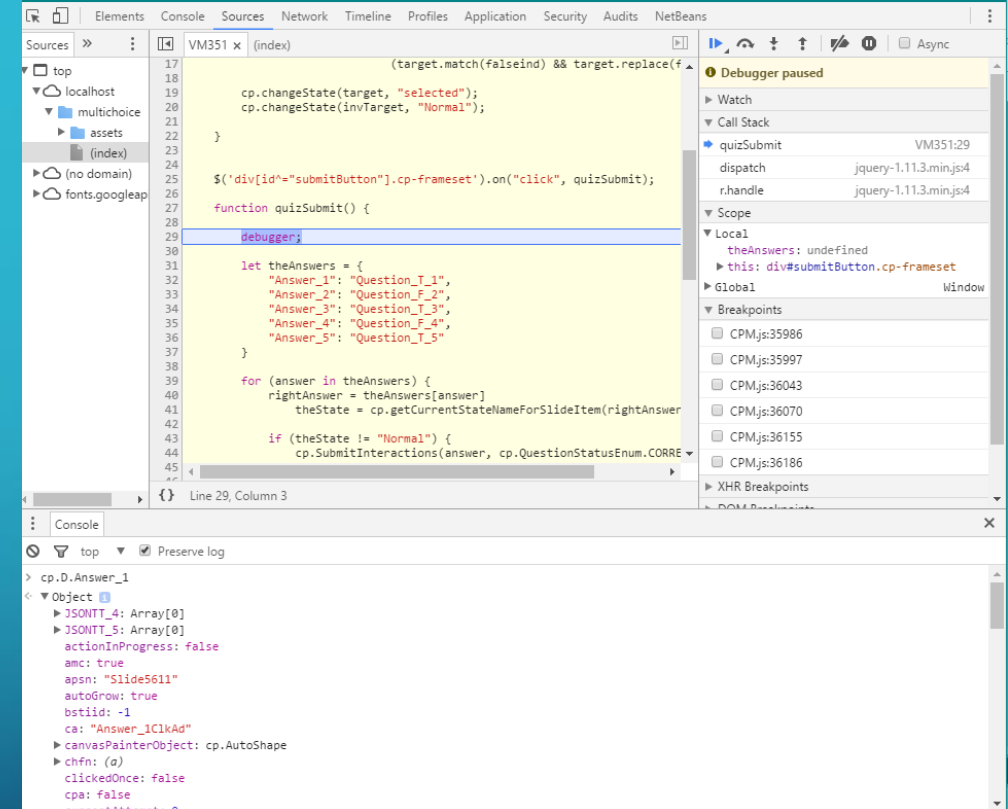 Elements Console Sources Network Timeline Profiles Application Security Audits NetBeans
Sources » VM351 × (index) Async
top
localhost
multichoice
assets
(index)
(no domain)
fonts.googleap
17 (target.match(falseind) && target.replace(f
18
19 cp.changeState(target, "selected");
20 cp.changeState(invTarget, "Normal");
21
22 }
23
24
25 $('div[id^="submitButton"].cp-frameset').on("click", quizSubmit);
26
27 function quizSubmit() {
28
29 debugger;
30
31 let theAnswers = {
32 "Answer_1": "Question_T_1",
33 "Answer_2": "Question_F_2",
34 "Answer_3": "Question_T_3",
35 "Answer_4": "Question_F_4",
36 "Answer_5": "Question_T_5"
37 }
38
39 for (answer in theAnswers) {
40 rightAnswer = theAnswers[answer]
41 theState = cp.getCurrentStateNameForSlideItem(rightAnswer
42
43 if (theState != "Normal") {
44 cp.SubmitInteractions(answer, cp.QuestionStatusEnum.CORRE
45
{} Line 29, Column 3
Debugger paused
Watch
Call Stack
quizSubmit VM351:29
dispatch jquery-1.11.3.min.js:4
r.handle jquery-1.11.3.min.js:4
Scope
Local
theAnswers: undefined
this: div#submitButton.cp-frameset
Global Window
Breakpoints
CPM.js:35986
CPM.js:35997
CPM.js:36043
CPM.js:36070
CPM.js:36155
CPM.js:36186
XHR Breakpoints
DOM Breakpoints
Console
top Preserve log
> cp.D.Answer_1
Object
JSONTT_4: Array[0]
JSONTT_5: Array[0]
actionInProgress: false
amc: true
apsn: "Slide5611"
autoGrow: true
bstiid: -1
ca: "Answer_1ClkAd"
canvasPainterObject: cp.AutoShape
chfn: (a)
clickedOnce: false
cpa: false